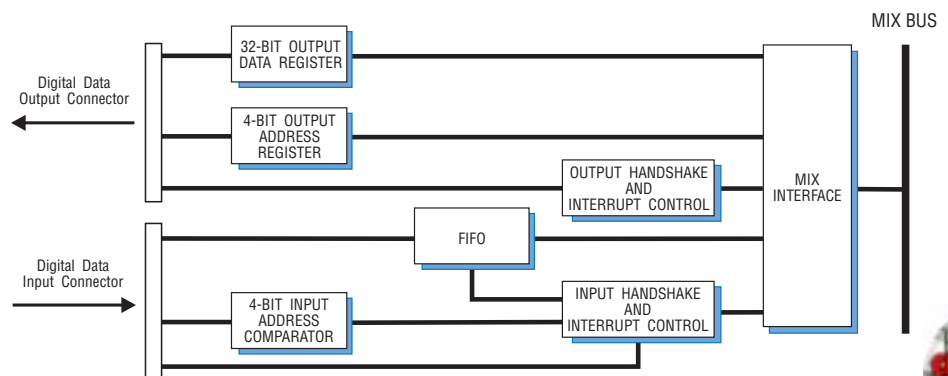 MIX BUS
32-BIT OUTPUT
DATA REGISTER
Digital Data
Output Connector
4-BIT OUTPUT
ADDRESS
REGISTER
OUTPUT HANDSHAKE
AND
INTERRUPT CONTROL
MIX
INTERFACE
FIFO
Digital Data
Input Connector
4-BIT INPUT
ADDRESS
COMPARATOR
INPUT HANDSHAKE
AND
INTERRUPT CONTROL